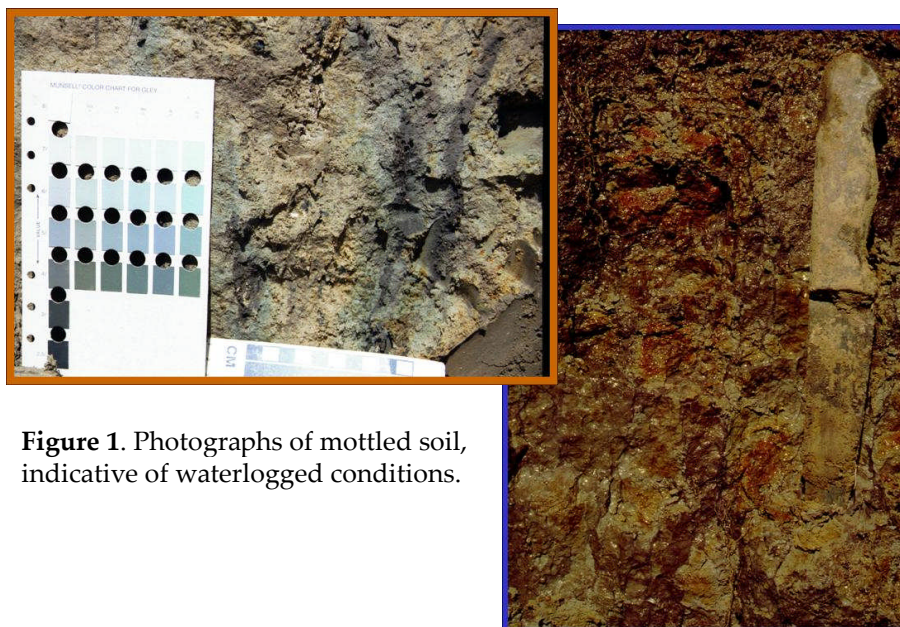 MUNSELL® COLOR CHART FOR GLEY
CM
Figure 1. Photographs of mottled soil,
indicative of waterlogged conditions.